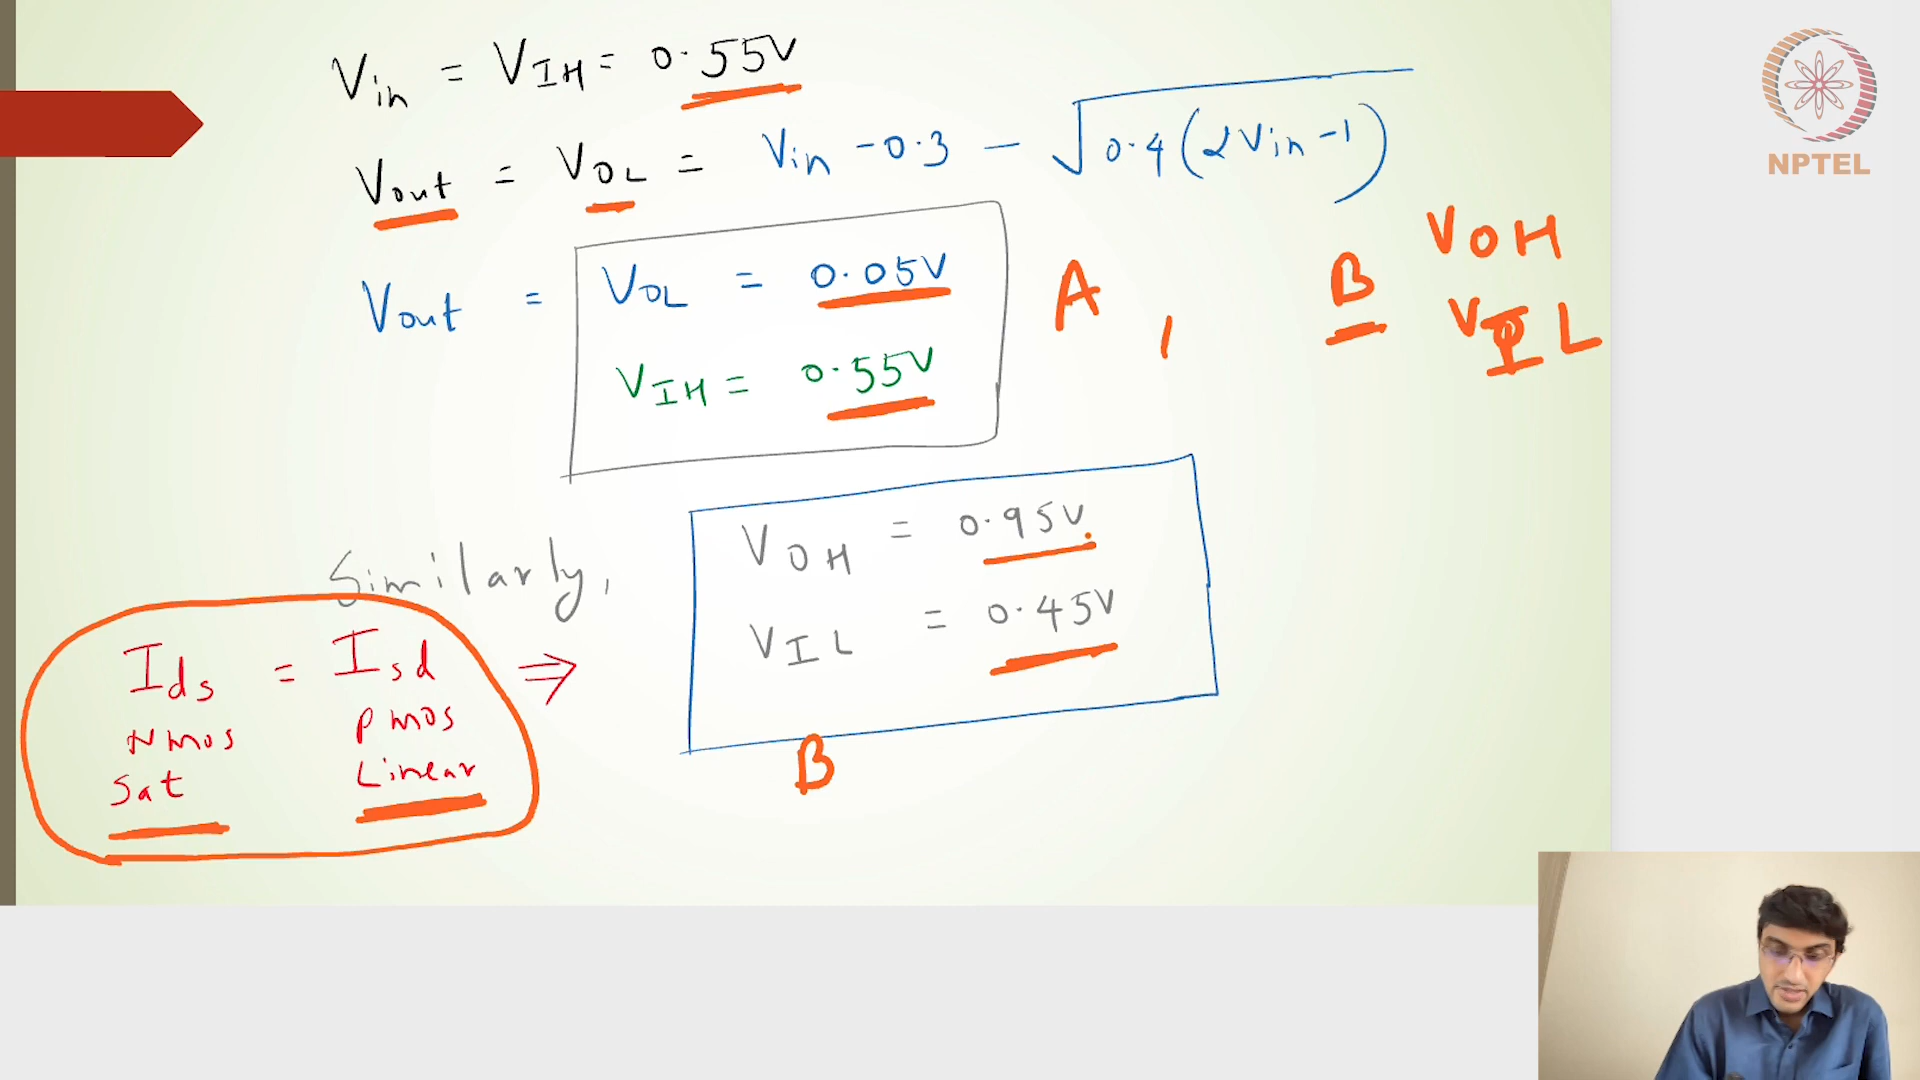 Vin = VIH = 0.55V
Vout = VOL = Vin - 0.3 - √0.4(2Vin - 1)
Vout = VOL = 0.05V
VIH = 0.55V
A , B VOH
VIL
Similarly, VOH = 0.95V.
VIL = 0.45V
Ids = Isd ⇒
Nmos Pmos
Sat Linear
B
NPTEL